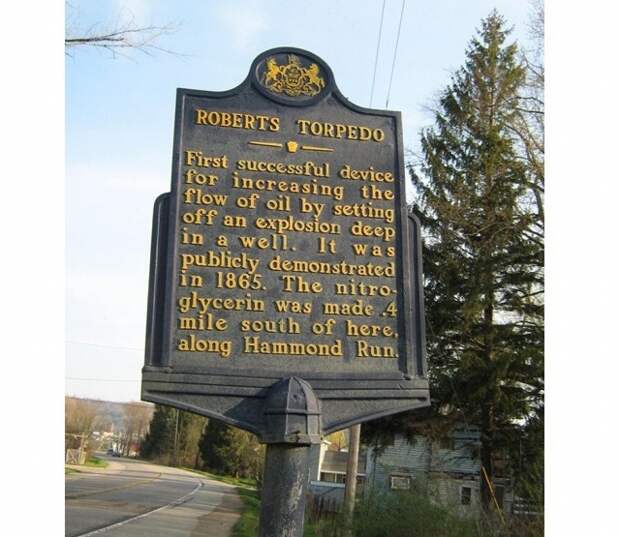 ROBERTS TORPEDO
First successful device
for increasing the
flow of oil by setting
off an explosion deep
in a well. It was
publicly demonstrated
in 1865. The nitro-
glycerin was made .4
mile south of here,
along Hammond Run.